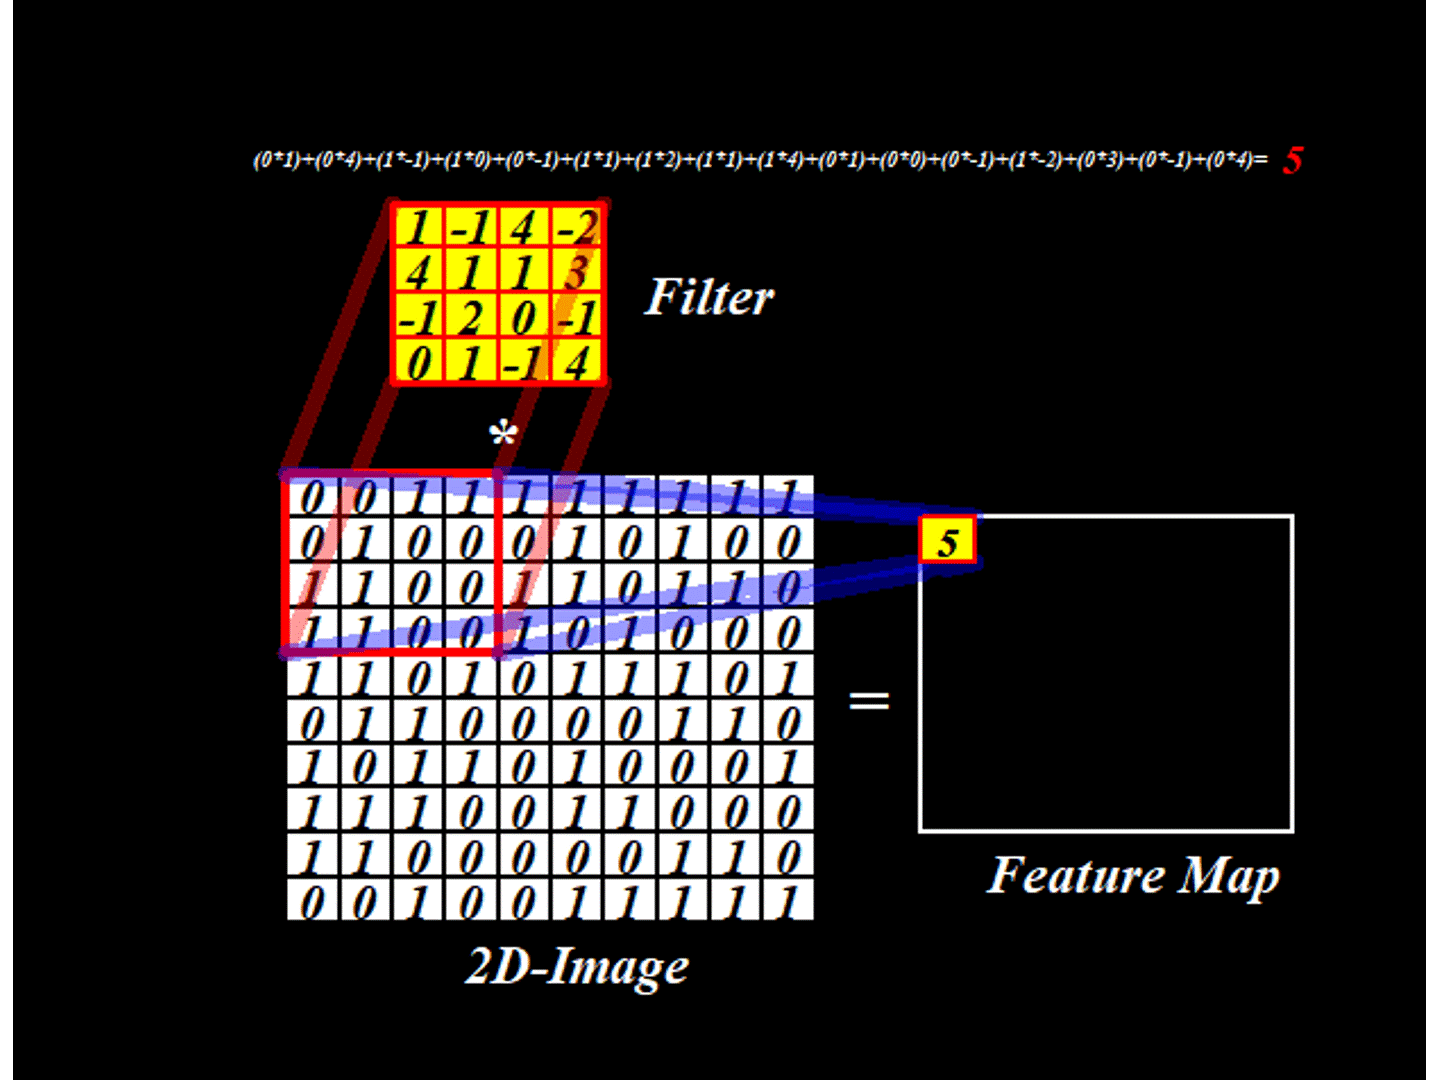 (0*1)+(0*4)+(1*-1)+(1*0)+(0*-1)+(1*1)+(1*2)+(1*1)+(1*4)+(0*1)+(0*0)+(0*-1)+(1*-2)+(0*3)+(0*-1)+(0*4)= 5
1 -1 4 -2
4 1 1 3
-1 2 0 -1
0 1 -1 4
Filter
*
0 0 1 1 1 1 1 1 1 1
0 1 0 0 0 1 0 1 0 0
1 1 0 0 1 1 0 1 1 0
1 1 0 0 1 0 1 0 0 0
1 1 0 1 0 1 1 1 0 1
0 1 1 0 0 0 0 1 1 0
1 0 1 1 0 1 0 0 0 1
1 1 1 0 0 1 1 0 0 0
1 1 0 0 0 0 0 1 1 0
0 0 1 0 0 1 1 1 1 1
2D-Image
=
5
Feature Map